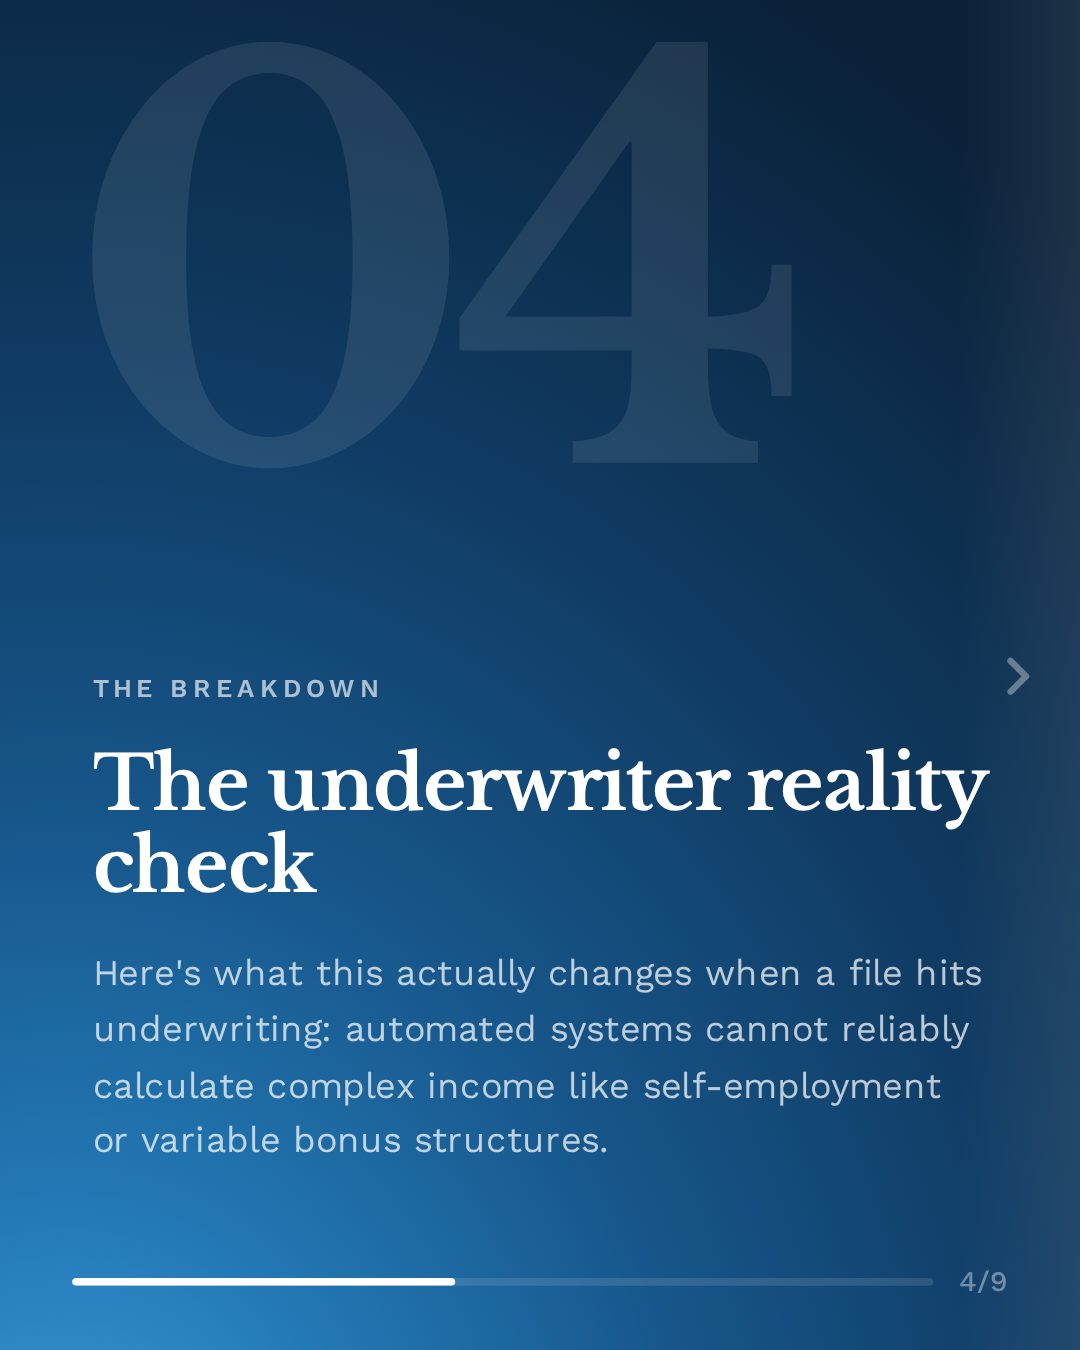 04
THE BREAKDOWN
The underwriter reality
check
Here's what this actually changes when a file hits
underwriting: automated systems cannot reliably
calculate complex income like self-employment
or variable bonus structures.
4/9